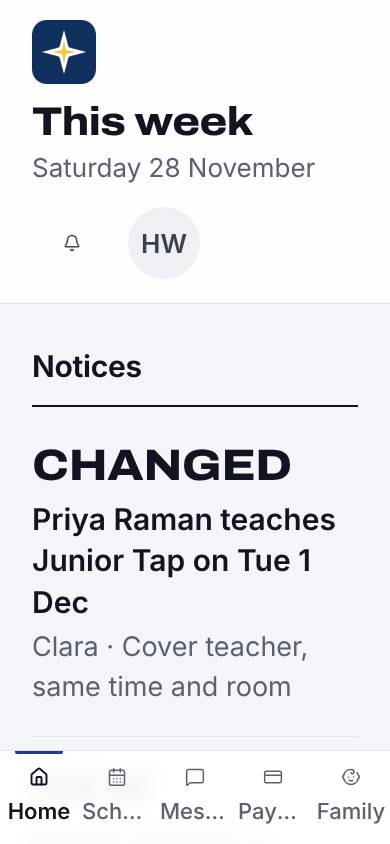 This week
Saturday 28 November
HW
Notices
CHANGED
Priya Raman teaches
Junior Tap on Tue 1
Dec
Clara · Cover teacher,
same time and room
Home Sch... Mes... Pay... Family